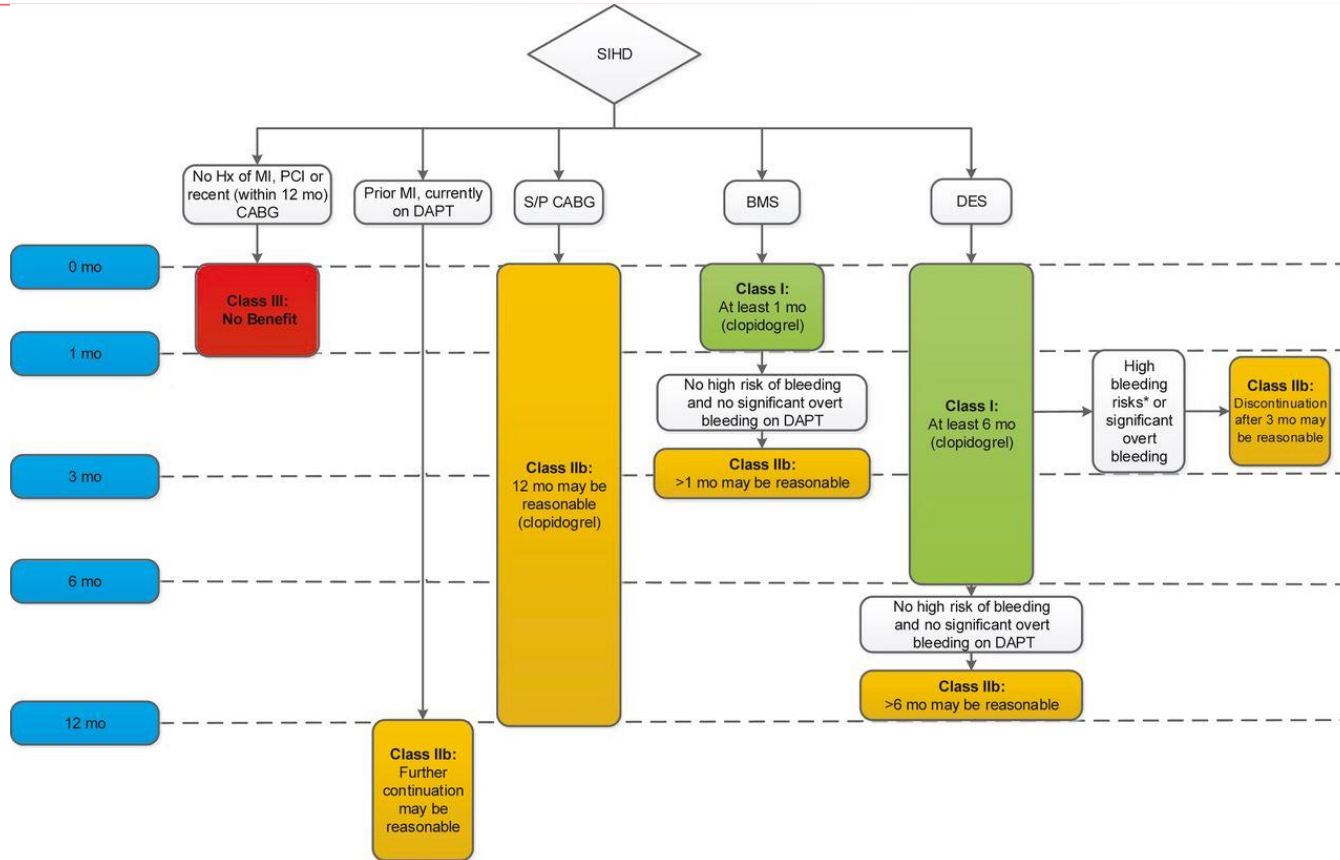 SIHD
No Hx of MI, PCI or
recent (within 12 mo)
CABG
Prior MI, currently
on DAPT
S/P CABG
BMS
DES
0 mo
Class III:
No Benefit
Class I:
At least 1 mo
(clopidogrel)
1 mo
No high risk of bleeding
and no significant overt
bleeding on DAPT
Class I:
At least 6 mo
(clopidogrel)
High
bleeding
risks* or
significant
overt
bleeding
Class IIb:
Discontinuation
after 3 mo may
be reasonable
3 mo
Class IIb:
12 mo may be
reasonable
(clopidogrel)
Class IIb:
>1 mo may be reasonable
6 mo
No high risk of bleeding
and no significant overt
bleeding on DAPT
Class IIb:
>6 mo may be reasonable
12 mo
Class IIb:
Further
continuation
may be
reasonable